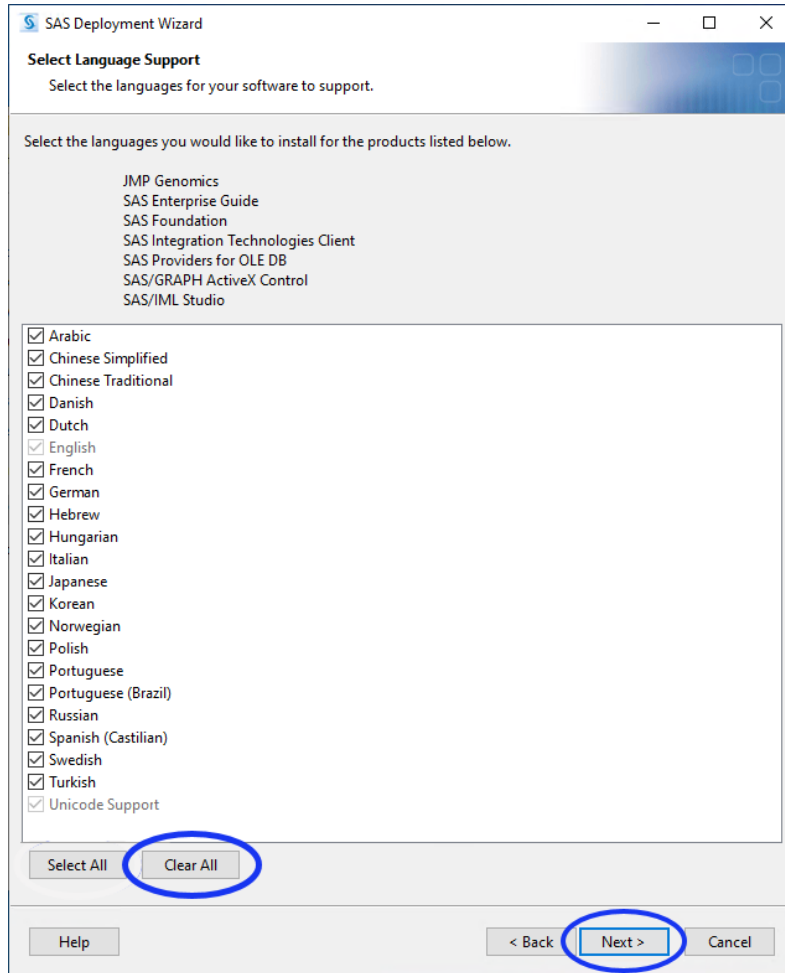 SAS Deployment Wizard
Select Language Support
Select the languages for your software to support.
Select the languages you would like to install for the products listed below.
JMP Genomics
SAS Enterprise Guide
SAS Foundation
SAS Integration Technologies Client
SAS Providers for OLE DB
SAS/GRAPH ActiveX Control
SAS/IML Studio
Arabic
Chinese Simplified
Chinese Traditional
Danish
Dutch
English
French
German
Hebrew
Hungarian
Italian
Japanese
Korean
Norwegian
Polish
Portuguese
Portuguese (Brazil)
Russian
Spanish (Castilian)
Swedish
Turkish
Unicode Support
Select All Clear All
Help < Back Next > Cancel